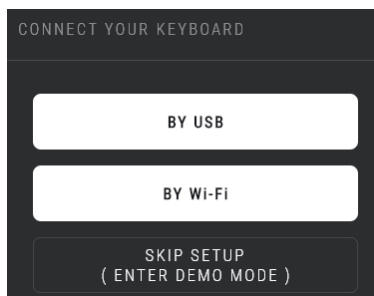 CONNECT YOUR KEYBOARD
BY USB
BY Wi-Fi
SKIP SETUP
( ENTER DEMO MODE )